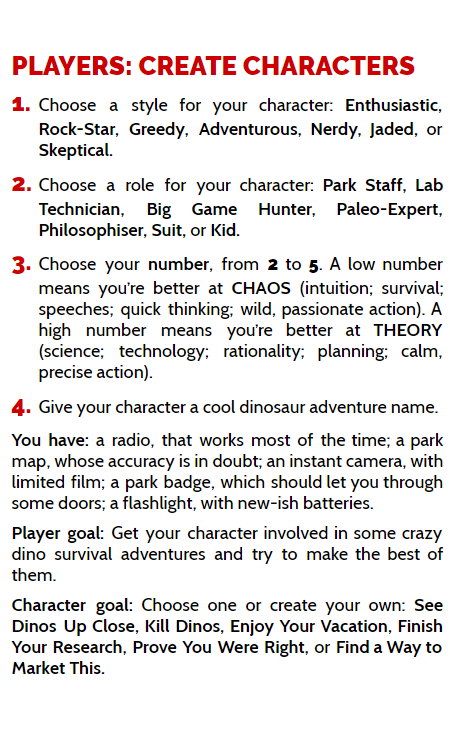 PLAYERS: CREATE CHARACTERS
1. Choose a style for your character: Enthusiastic,
Rock-Star, Greedy, Adventurous, Nerdy, Jaded, or
Skeptical.
2. Choose a role for your character: Park Staff, Lab
Technician, Big Game Hunter, Paleo-Expert,
Philosophiser, Suit, or Kid.
3. Choose your number, from 2 to 5. A low number
means you're better at CHAOS (intuition; survival;
speeches; quick thinking; wild, passionate action). A
high number means you're better at THEORY
(science; technology; rationality; planning; calm,
precise action).
4. Give your character a cool dinosaur adventure name.
You have: a radio, that works most of the time; a park
map, whose accuracy is in doubt; an instant camera, with
limited film; a park badge, which should let you through
some doors; a flashlight, with new-ish batteries.
Player goal: Get your character involved in some crazy
dino survival adventures and try to make the best of
them.
Character goal: Choose one or create your own: See
Dinos Up Close, Kill Dinos, Enjoy Your Vacation, Finish
Your Research, Prove You Were Right, or Find a Way to
Market This.